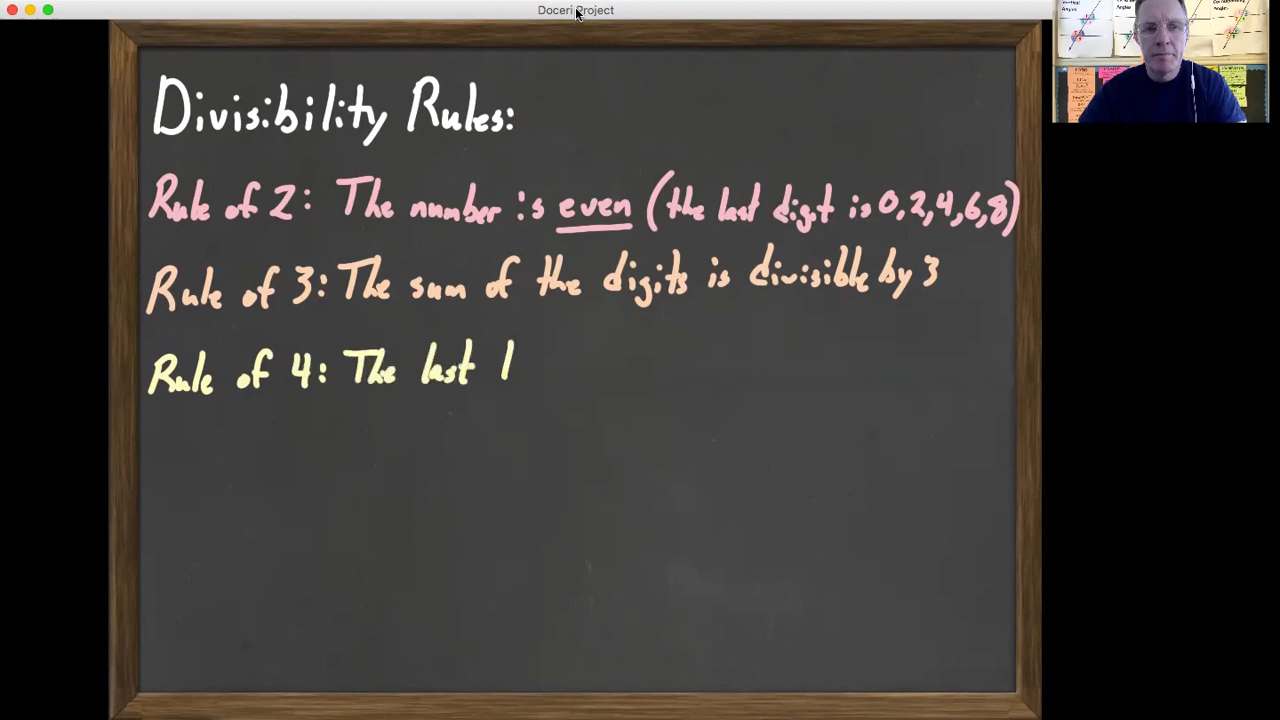 Doceri Project
Divisibility Rules:
Rule of 2: The number is even (the last digit is 0,2,4,6,8)
Rule of 3: The sum of the digits is divisible by 3
Rule of 4: The last